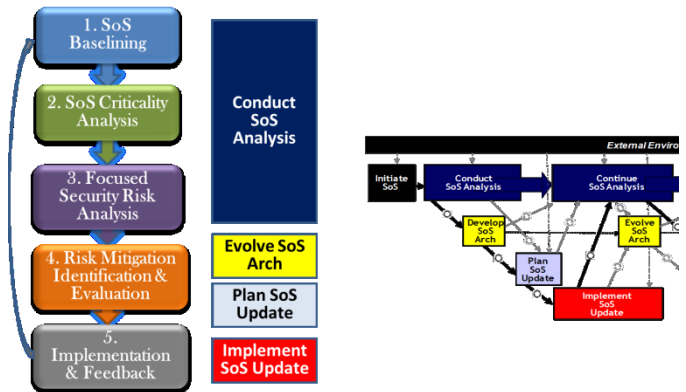 1. SoS
Baselining
2. SoS Criticality
Analysis
3. Focused
Security Risk
Analysis
4. Risk Mitigation
Identification &
Evaluation
5.
Implementation
& Feedback
Conduct
SoS
Analysis
Evolve SoS
Arch
Plan SoS
Update
Implement
SoS Update
External Enviro
Initiate
SoS
Conduct
SoS Analysis
Continue
SoS Analysis
Develop
SoS
Arch
Evolve
SoS
Arch
Plan
SoS
Update
Implement
SoS
Update